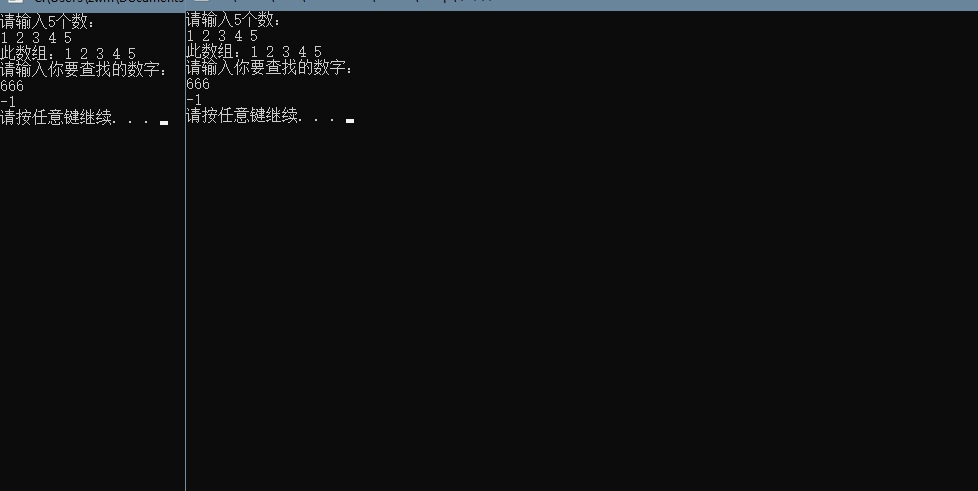 请输入5个数:
1 2 3 4 5
此数组: 1 2 3 4 5
请输入你要查找的数字:
666
-1
请按任意键继续. . .
请输入5个数:
1 2 3 4 5
此数组: 1 2 3 4 5
请输入你要查找的数字:
666
-1
请按任意键继续. . .